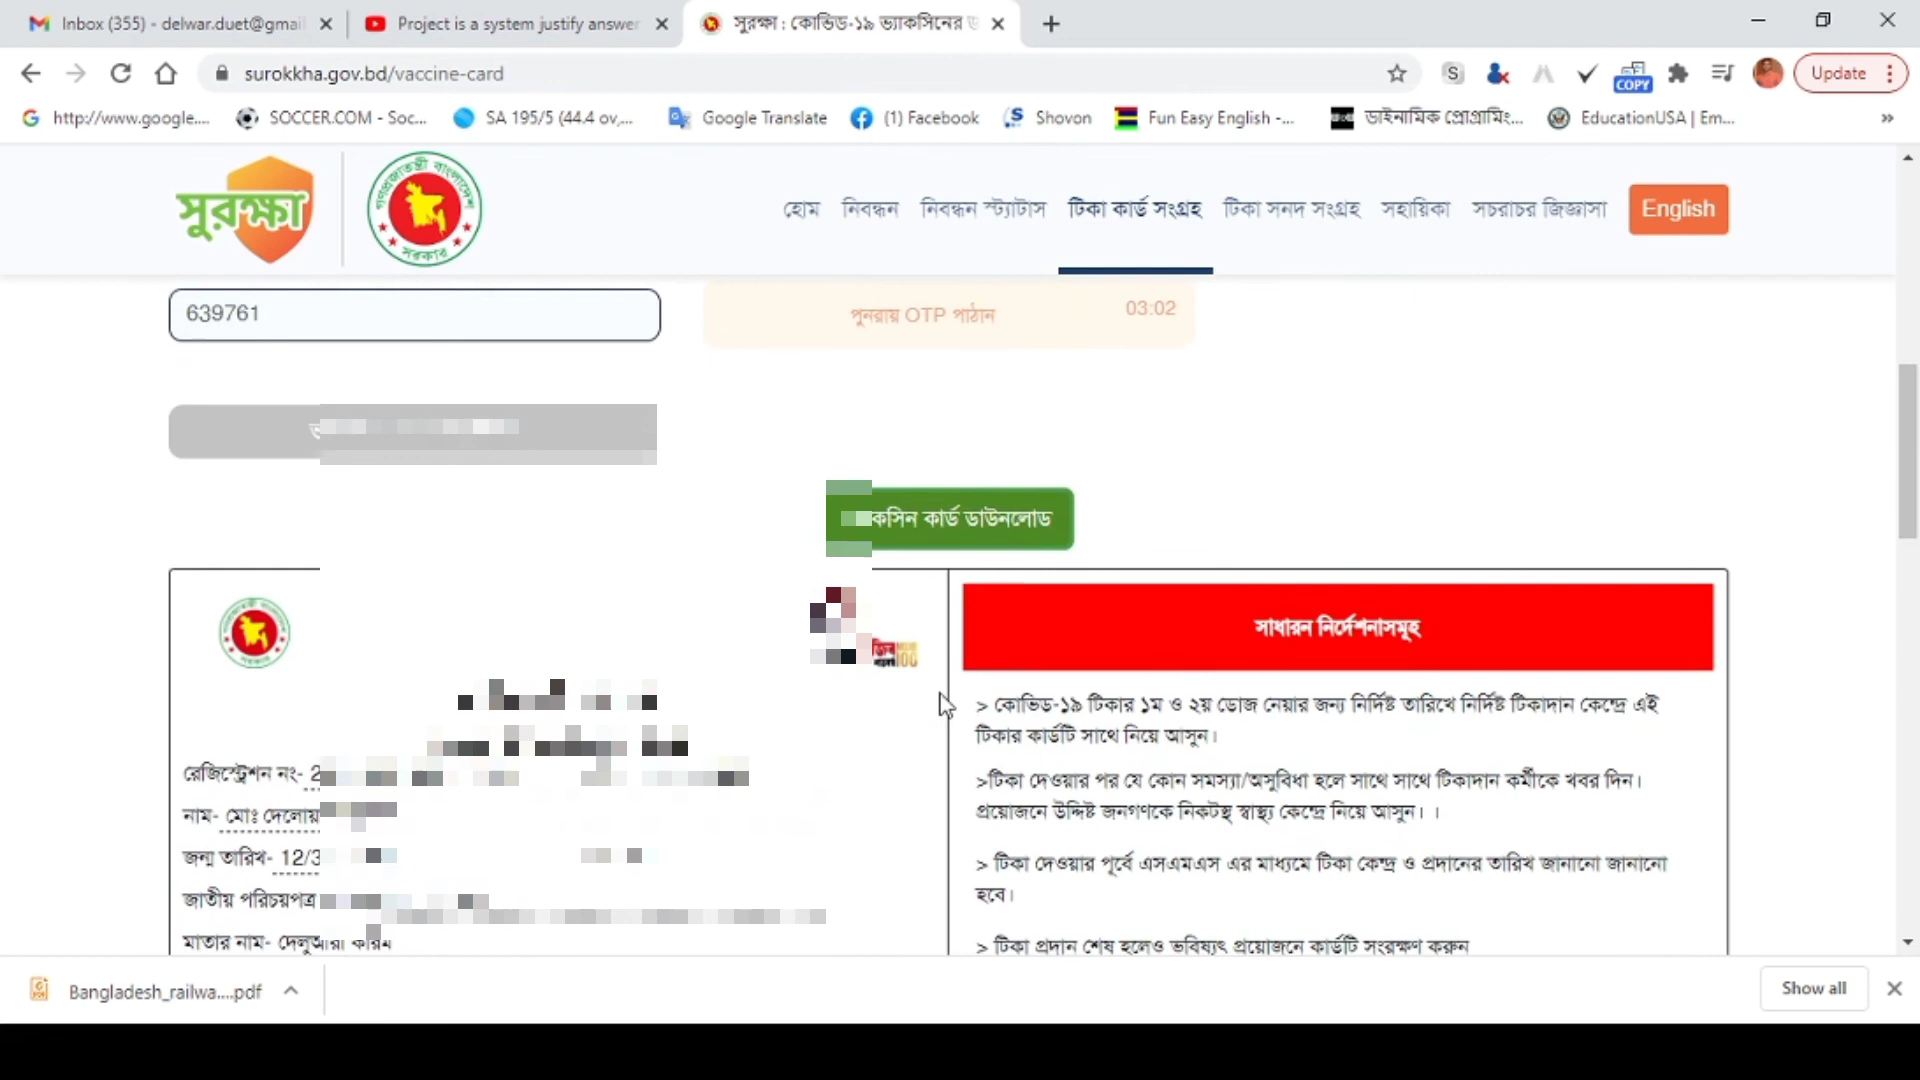 Inbox (355) - delwar.duet@gmai
Project is a system justify answer
সুরক্ষা : কোভিড-১৯ ভ্যাকসিনের
surokkha.gov.bd/vaccine-card
S
COPY
Update
http://www.google....
SOCCER.COM - Soc...
SA 195/5 (44.4 ov,...
Google Translate
(1) Facebook
Shovon
Fun Easy English -...
ডাইনামিক প্রোগ্রামিং...
EducationUSA | Em...
»
সুরক্ষা
গণপ্রজাতন্ত্রী বাংলাদেশ
সরকার
হোম
নিবন্ধন
নিবন্ধন স্ট্যাটাস
টিকা কার্ড সংগ্রহ
টিকা সনদ সংগ্রহ
সহায়িকা
সচরাচর জিজ্ঞাসা
English
639761
পুনরায় OTP পাঠান
03:02
কসিন কার্ড ডাউনলোড
সাধারন নির্দেশনাসমূহ
> কোভিড-১৯ টিকার ১ম ও ২য় ডোজ নেয়ার জন্য নির্দিষ্ট তারিখে নির্দিষ্ট টিকাদান কেন্দ্রে এই
টিকার কার্ডটি সাথে নিয়ে আসুন।
>টিকা দেওয়ার পর যে কোন সমস্যা/অসুবিধা হলে সাথে সাথে টিকাদান কর্মীকে খবর দিন।
প্রয়োজনে উদ্দিষ্ট জনগণকে নিকটস্থ স্বাস্থ্য কেন্দ্রে নিয়ে আসুন। ।
> টিকা দেওয়ার পূর্বে এসএমএস এর মাধ্যমে টিকা কেন্দ্র ও প্রদানের তারিখ জানানো জানানো
হবে।
> টিকা প্রদান শেষ হলেও ভবিষ্যৎ প্রয়োজনে কার্ডটি সংরক্ষণ করুন
রেজিস্ট্রেশন নং- 2
নাম- মোঃ দেলোয়
জন্ম তারিখ- 12/3
জাতীয় পরিচয়পত্র
মাতার নাম-
Bangladesh_railwa....pdf
Show all